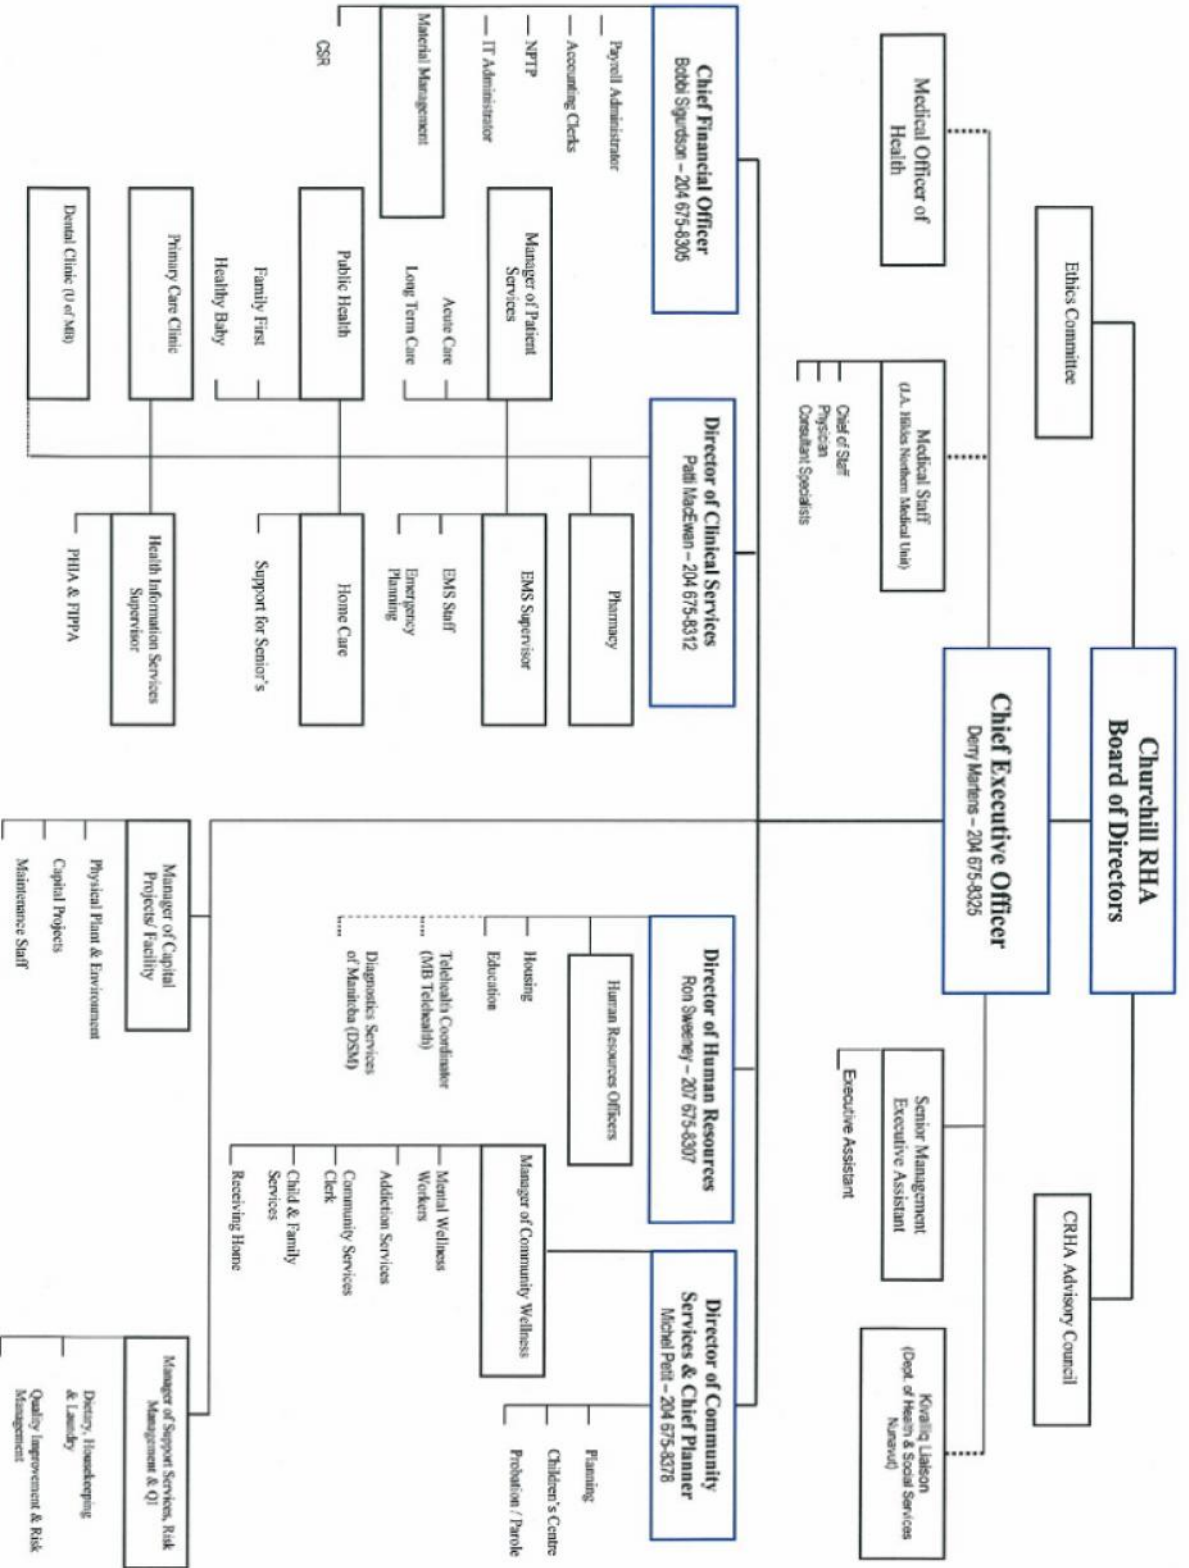 Churchill RHA
Board of Directors
Ethics Committee
CRHA Advisory Council
Chief Executive Officer
Derry Martens – 204 675-8325
Medical Officer of
Health
Medical Staff
(J.A. Hildes Northern Medical Unit)
Chief of Staff
Physician
Consultant Specialists
Senior Management
Executive Assistant
Executive Assistant
Kivalliq Liaison
(Dept. of Health & Social Services
Nunavut)
Chief Financial Officer
Bobbi Sigurdson – 204 675-8305
Payroll Administrator
Accounting Clerks
NPTP
IT Administrator
Material Management
CSR
Director of Clinical Services
Patti MacEwan – 204 675-8312
Pharmacy
Manager of Patient
Services
Acute Care
Long Term Care
EMS Supervisor
EMS Staff
Emergency
Planning
Public Health
Family First
Healthy Baby
Home Care
Support for Senior's
Primary Care Clinic
Health Information Services
Supervisor
PHIA & FIPPA
Dental Clinic (U of MB)
Director of Human Resources
Ron Sweeney – 207 675-8307
Human Resources Officers
Housing
Education
Telehealth Coordinator
(MB Telehealth)
Diagnostics Services
of Manitoba (DSM)
Director of Community
Services & Chief Planner
Michel Petit – 204 675-8378
Planning
Children's Centre
Probation / Parole
Manager of Community Wellness
Mental Wellness
Workers
Addiction Services
Community Services
Clerk
Child & Family
Services
Receiving Home
Manager of Capital
Projects/ Facility
Physical Plant & Environment
Capital Projects
Maintenance Staff
Manager of Support Services, Risk
Management & QI
Dietary, Housekeeping
& Laundry
Quality Improvement & Risk
Management